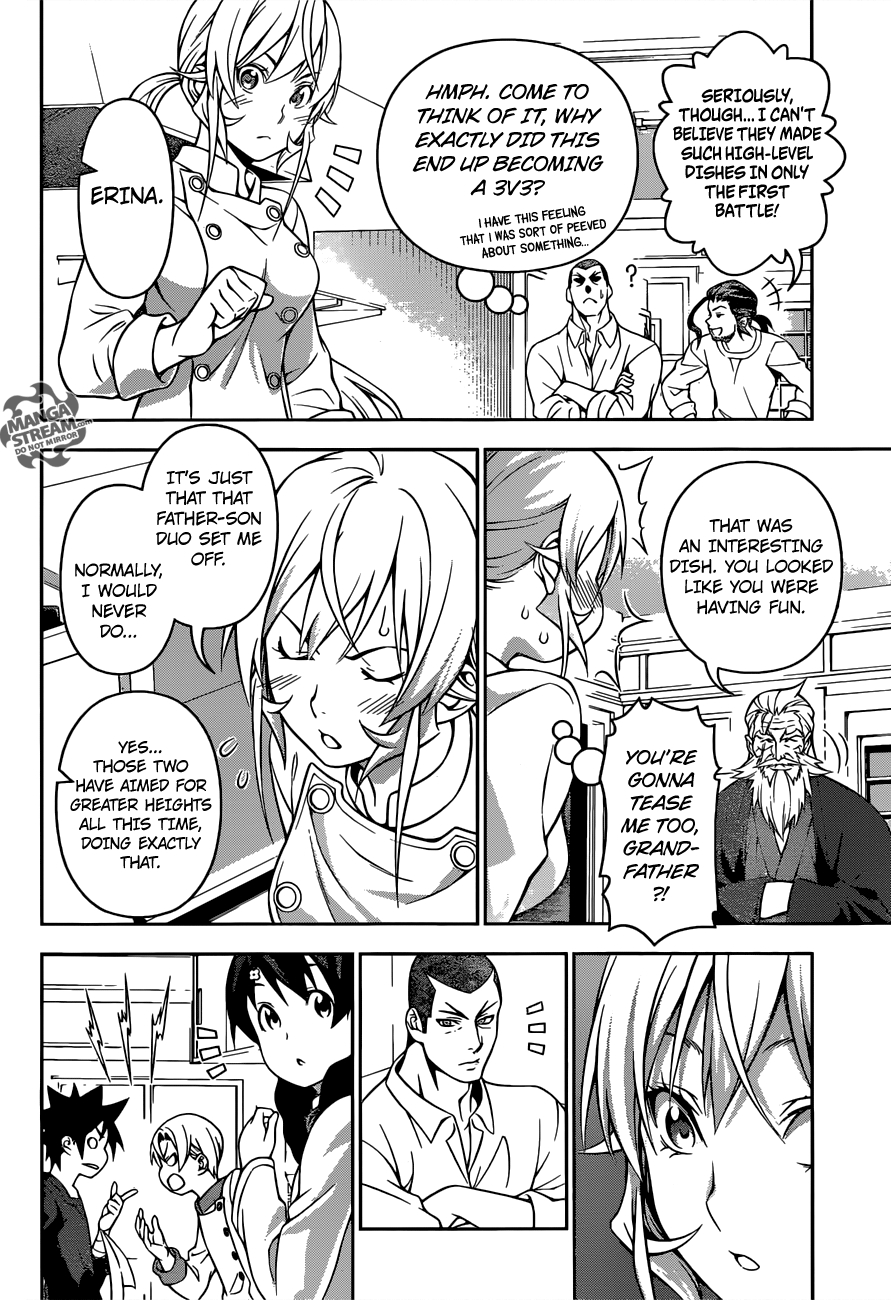 SERIOUSLY,
THOUGH... I CAN'T
BELIEVE THEY MADE
SUCH HIGH-LEVEL
DISHES IN ONLY
THE FIRST
BATTLE!
HMPH. COME TO
THINK OF IT, WHY
EXACTLY DID THIS
END UP BECOMING
A 3V3?
I HAVE THIS FEELING
THAT I WAS SORT OF PEEVED
ABOUT SOMETHING...
?
ERINA.
MANGA
STREAM.com
DO NOT MIRROR
THAT WAS
AN INTERESTING
DISH. YOU LOOKED
LIKE YOU WERE
HAVING FUN.
YOU'RE
GONNA
TEASE
ME TOO,
GRAND-
FATHER
?!
IT'S JUST
THAT THAT
FATHER-SON
DUO SET ME
OFF.
NORMALLY,
I WOULD
NEVER
DO...
YES...
THOSE TWO
HAVE AIMED FOR
GREATER HEIGHTS
ALL THIS TIME,
DOING EXACTLY
THAT.